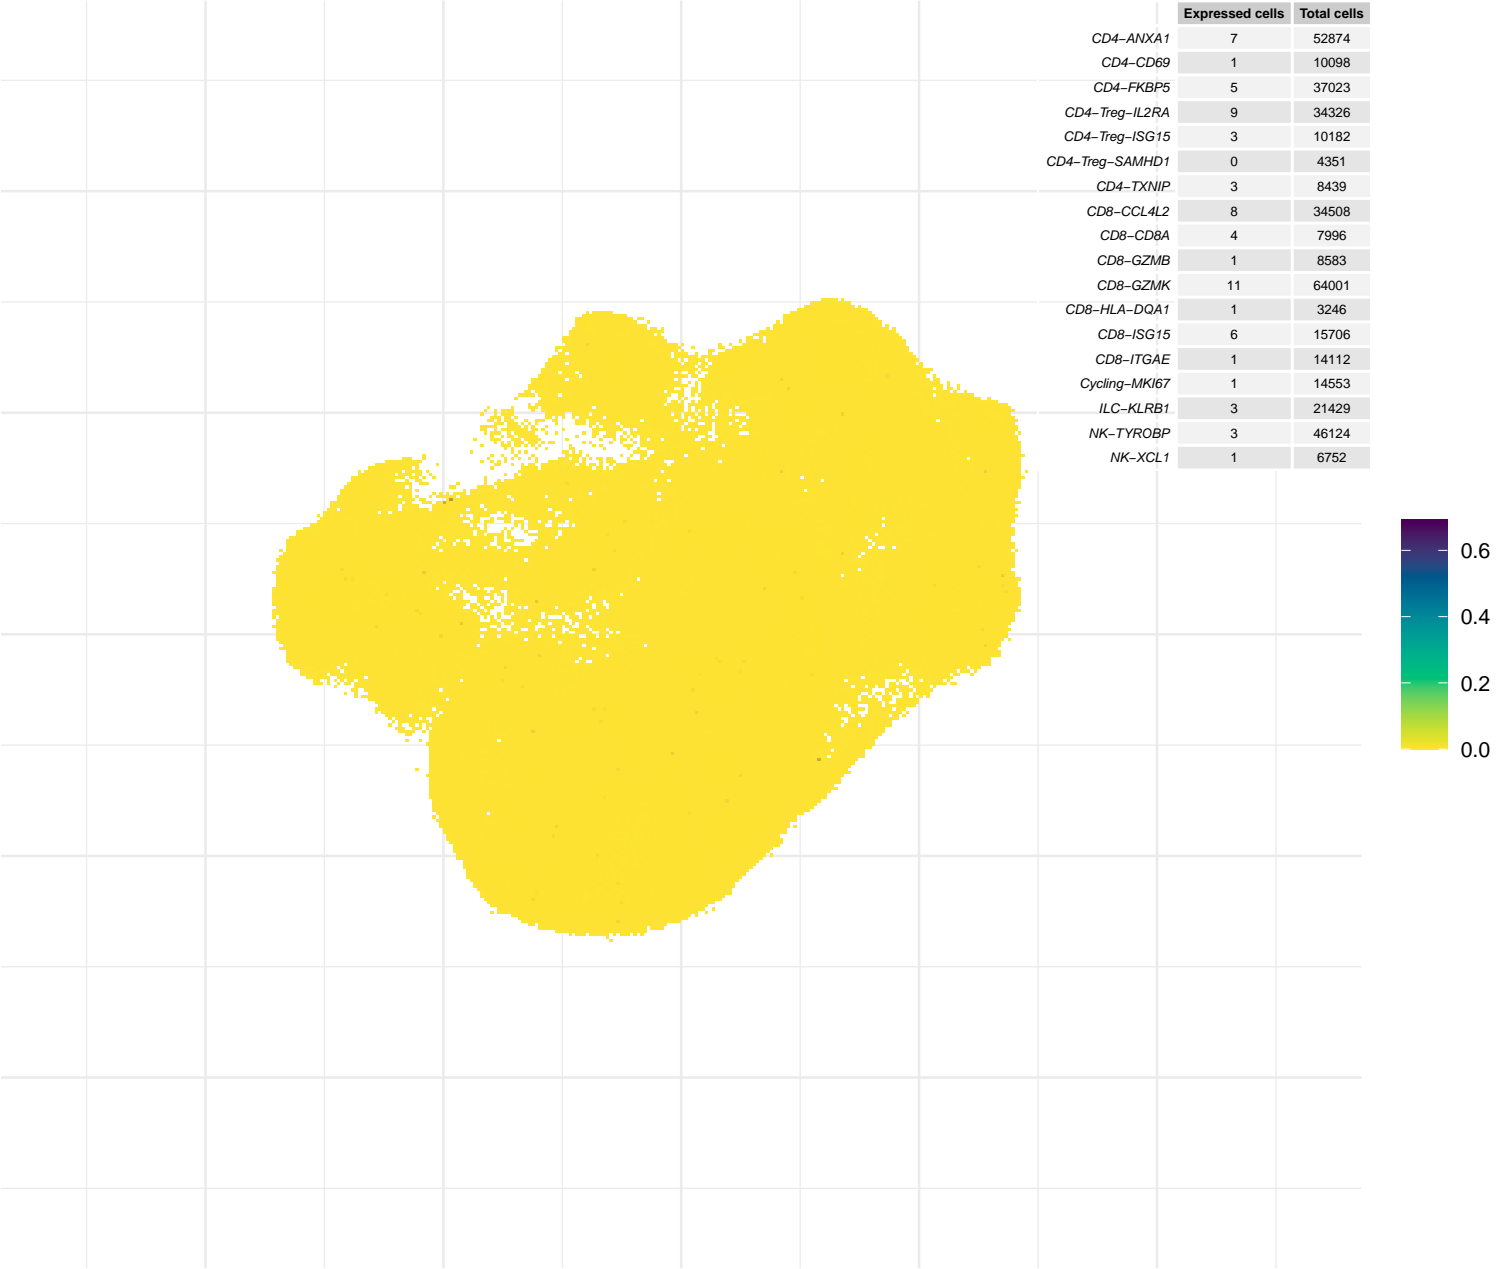 Expressed cells Total cells
CD4−ANXA1 7 52874
CD4−CD69 1 10098
CD4−FKBP5 5 37023
CD4−Treg−IL2RA 9 34326
CD4−Treg−ISG15 3 10182
CD4−Treg−SAMHD1 0 4351
CD4−TXNIP 3 8439
CD8−CCL4L2 8 34508
CD8−CD8A 4 7996
CD8−GZMB 1 8583
CD8−GZMK 11 64001
CD8−HLA−DQA1 1 3246
CD8−ISG15 6 15706
CD8−ITGAE 1 14112
Cycling−MKI67 1 14553
ILC−KLRB1 3 21429
NK−TYROBP 3 46124
NK−XCL1 1 6752
0.6
0.4
0.2
0.0